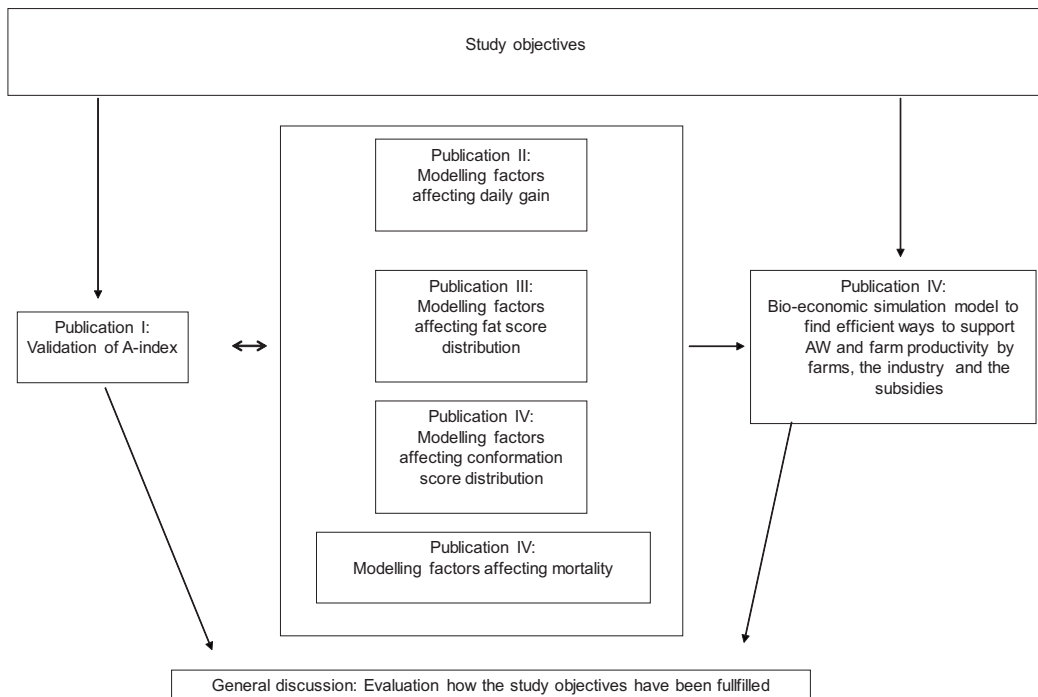 Study objectives
Publication II:
Modelling factors
affecting daily gain
Publication III:
Modelling factors
affecting fat score
distribution
Publication I:
Validation of A-index
Publication IV:
Bio-economic simulation model to
find efficient ways to support
AW and farm productivity by
farms, the industry and the
subsidies
Publication IV:
Modelling factors
affecting conformation
score distribution
Publication IV:
Modelling factors affecting mortality
General discussion: Evaluation how the study objectives have been fullfilled